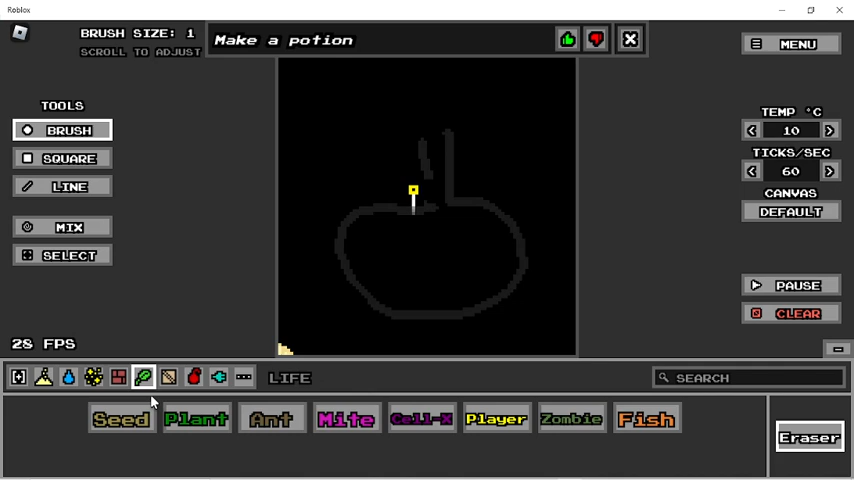 Roblox
BRUSH SIZE: 1
SCROLL TO ADJUST
Make a potion
MENU
TOOLS
BRUSH
SQUARE
LINE
MIX
SELECT
TEMP °C
10
TICKS/SEC
60
CANVAS
DEFAULT
PAUSE
CLEAR
28 FPS
LIFE
SEARCH
Seed Plant Ant Mite Cell-X Player Zombie Fish
Eraser